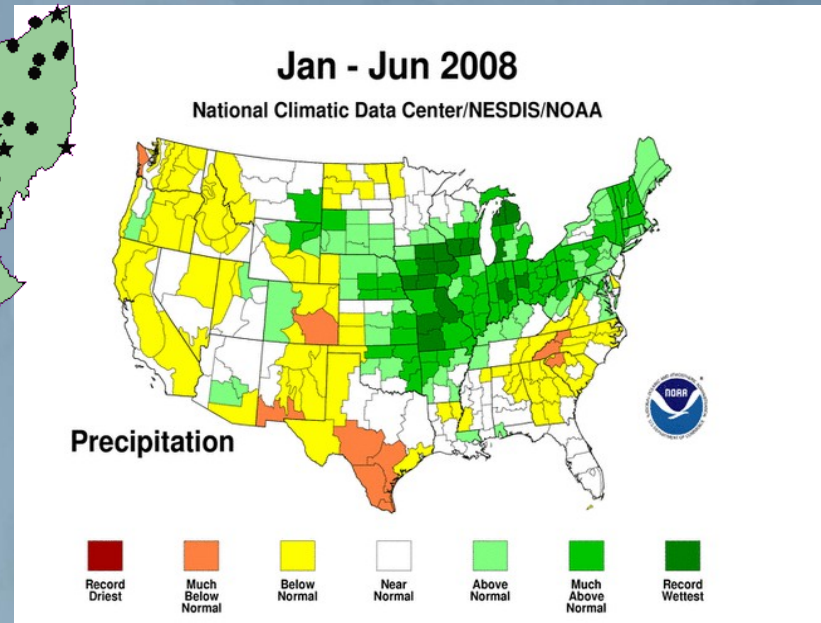 Jan - Jun 2008
National Climatic Data Center/NESDIS/NOAA
NOAA
Precipitation
Record
Driest
Much
Below
Normal
Below
Normal
Near
Normal
Above
Normal
Much
Above
Normal
Record
Wettest